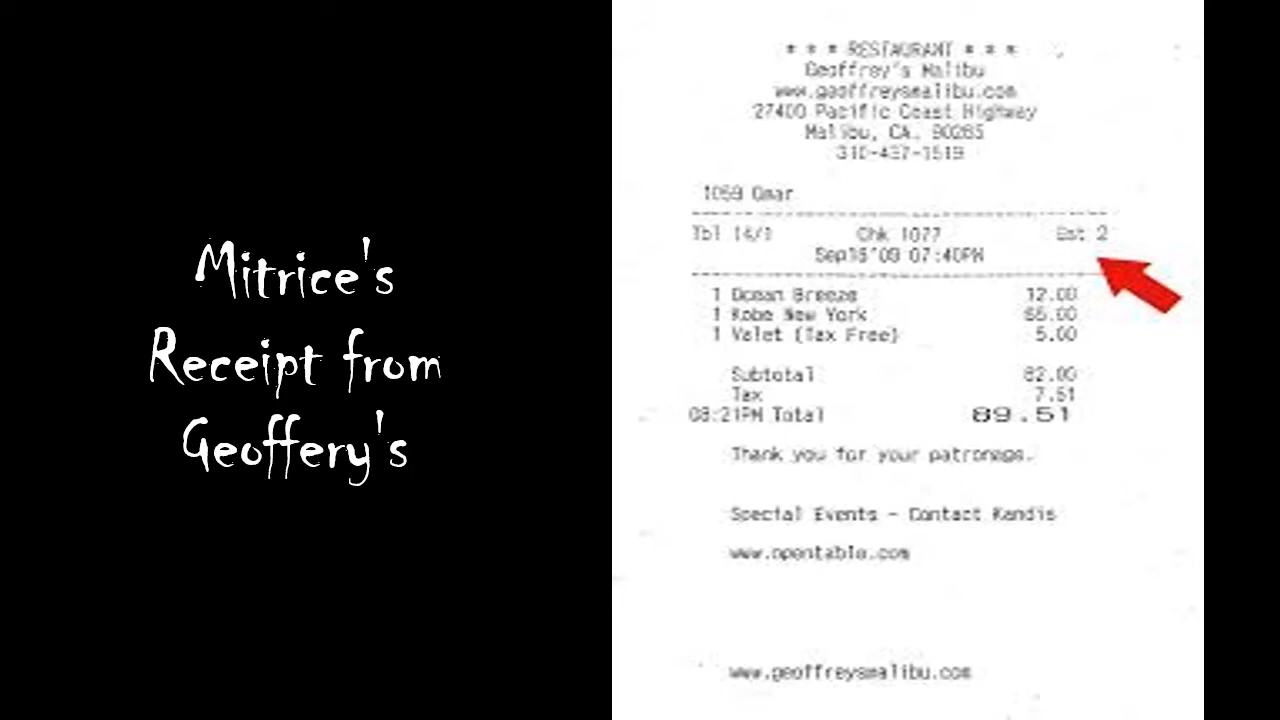 Mitrice's
Receipt from
Geoffery's
* * * RESTAURANT * * *
Geoffrey's Malibu
www.geoffreysmalibu.com
27400 Pacific Coast Highway
Malibu, CA. 90265
310-457-1519
1059 Omar
Tbl 14/1 Chk 1077 Gst 2
Sep16'09 07:40PM
1 Ocean Breeze 12.00
1 Kobe New York 65.00
1 Valet (Tax Free) 5.00
Subtotal 82.00
Tax 7.51
08:21PM Total 89.51
Thank you for your patronage.
Special Events - Contact Kandis
www.opentable.com
www.geoffreysmalibu.com